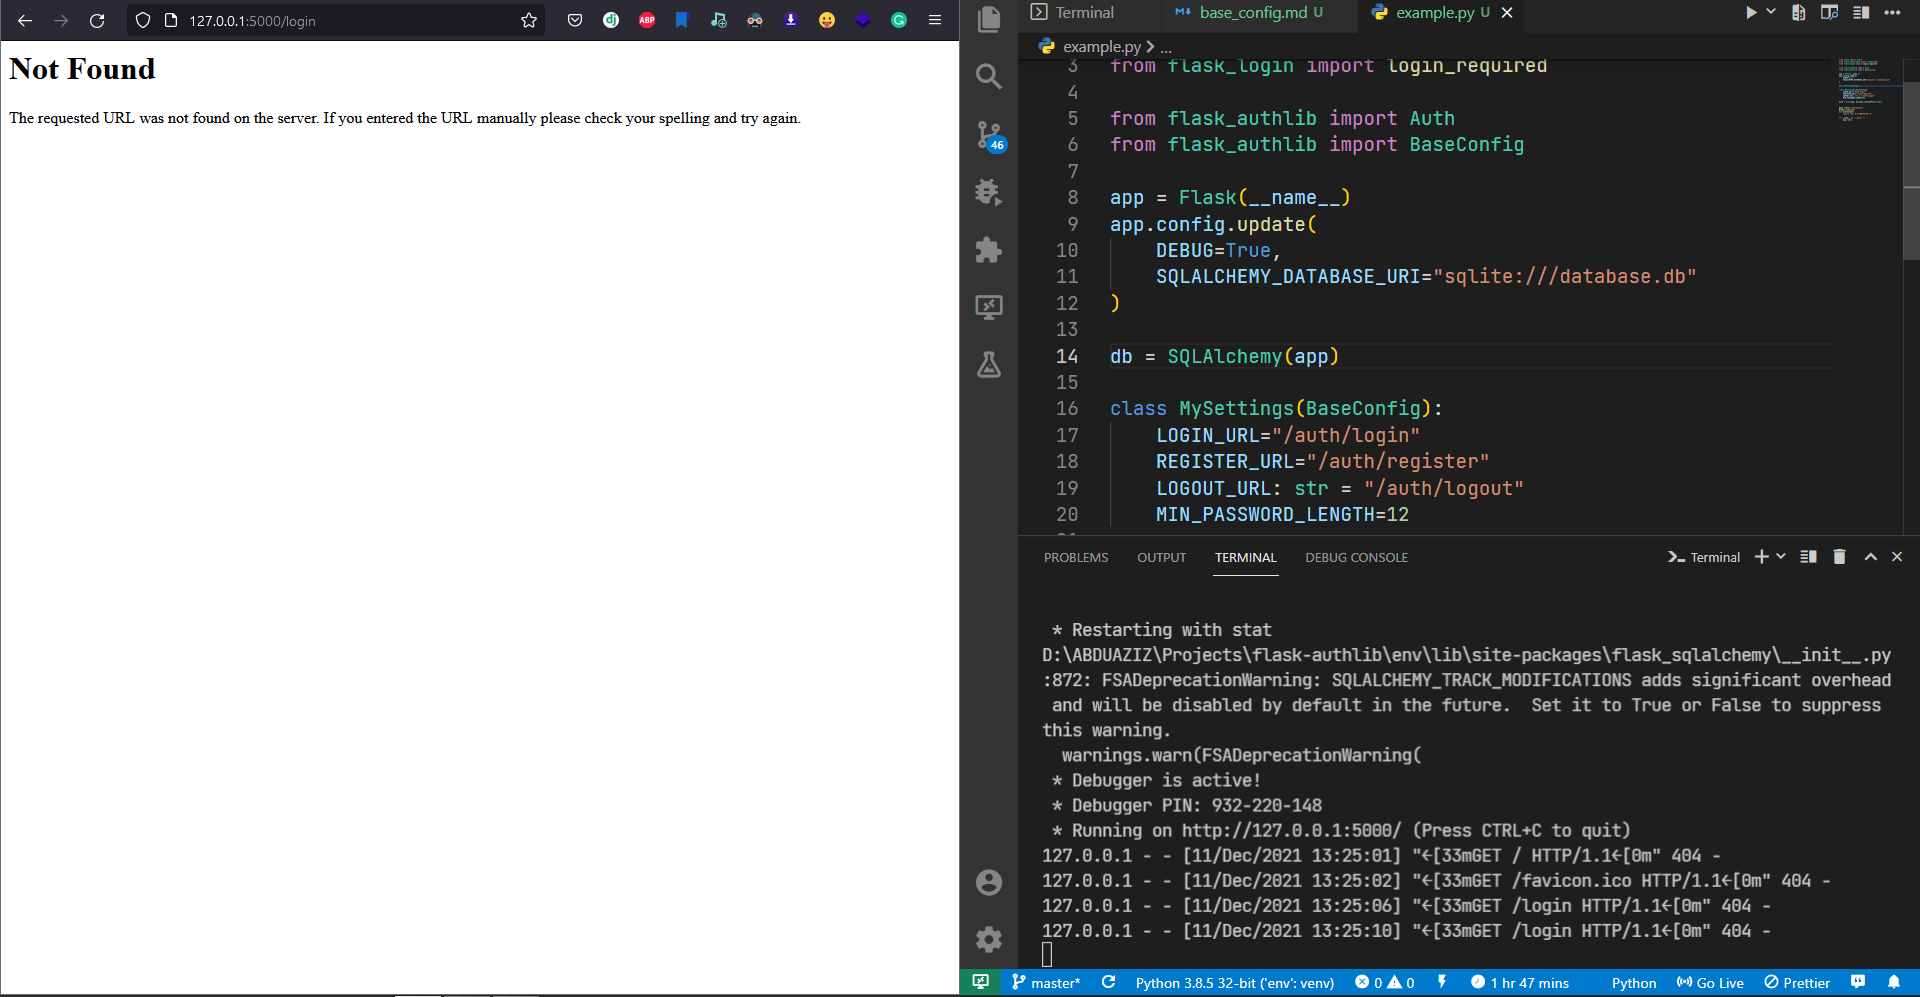 127.0.0.1:5000/login
ABP
Not Found
The requested URL was not found on the server. If you entered the URL manually please check your spelling and try again.
46
Terminal
base_config.md U
example.py U
example.py > ...
3 from flask_login import login_required
4
5 from flask_authlib import Auth
6 from flask_authlib import BaseConfig
7
8 app = Flask(__name__)
9 app.config.update(
10 DEBUG=True,
11 SQLALCHEMY_DATABASE_URI="sqlite:///database.db"
12 )
13
14 db = SQLAlchemy(app)
15
16 class MySettings(BaseConfig):
17 LOGIN_URL="/auth/login"
18 REGISTER_URL="/auth/register"
19 LOGOUT_URL: str = "/auth/logout"
20 MIN_PASSWORD_LENGTH=12
PROBLEMS OUTPUT TERMINAL DEBUG CONSOLE
Terminal
* Restarting with stat
D:\ABDUAZIZ\Projects\flask-authlib\env\lib\site-packages\flask_sqlalchemy\__init__.py
:872: FSADeprecationWarning: SQLALCHEMY_TRACK_MODIFICATIONS adds significant overhead
and will be disabled by default in the future.  Set it to True or False to suppress
this warning.
warnings.warn(FSADeprecationWarning(
* Debugger is active!
* Debugger PIN: 932-220-148
* Running on http://127.0.0.1:5000/ (Press CTRL+C to quit)
127.0.0.1 - - [11/Dec/2021 13:25:01] "←[33mGET / HTTP/1.1←[0m" 404 -
127.0.0.1 - - [11/Dec/2021 13:25:02] "←[33mGET /favicon.ico HTTP/1.1←[0m" 404 -
127.0.0.1 - - [11/Dec/2021 13:25:06] "←[33mGET /login HTTP/1.1←[0m" 404 -
127.0.0.1 - - [11/Dec/2021 13:25:10] "←[33mGET /login HTTP/1.1←[0m" 404 -
master* Python 3.8.5 32-bit ('env': venv) 0 0 1 hr 47 mins Python Go Live Prettier